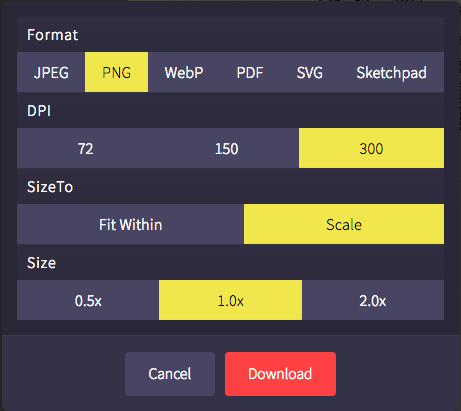 Format
JPEG PNG WebP PDF SVG Sketchpad
DPI
72 150 300
SizeTo
Fit Within Scale
Size
0.5x 1.0x 2.0x
Cancel Download